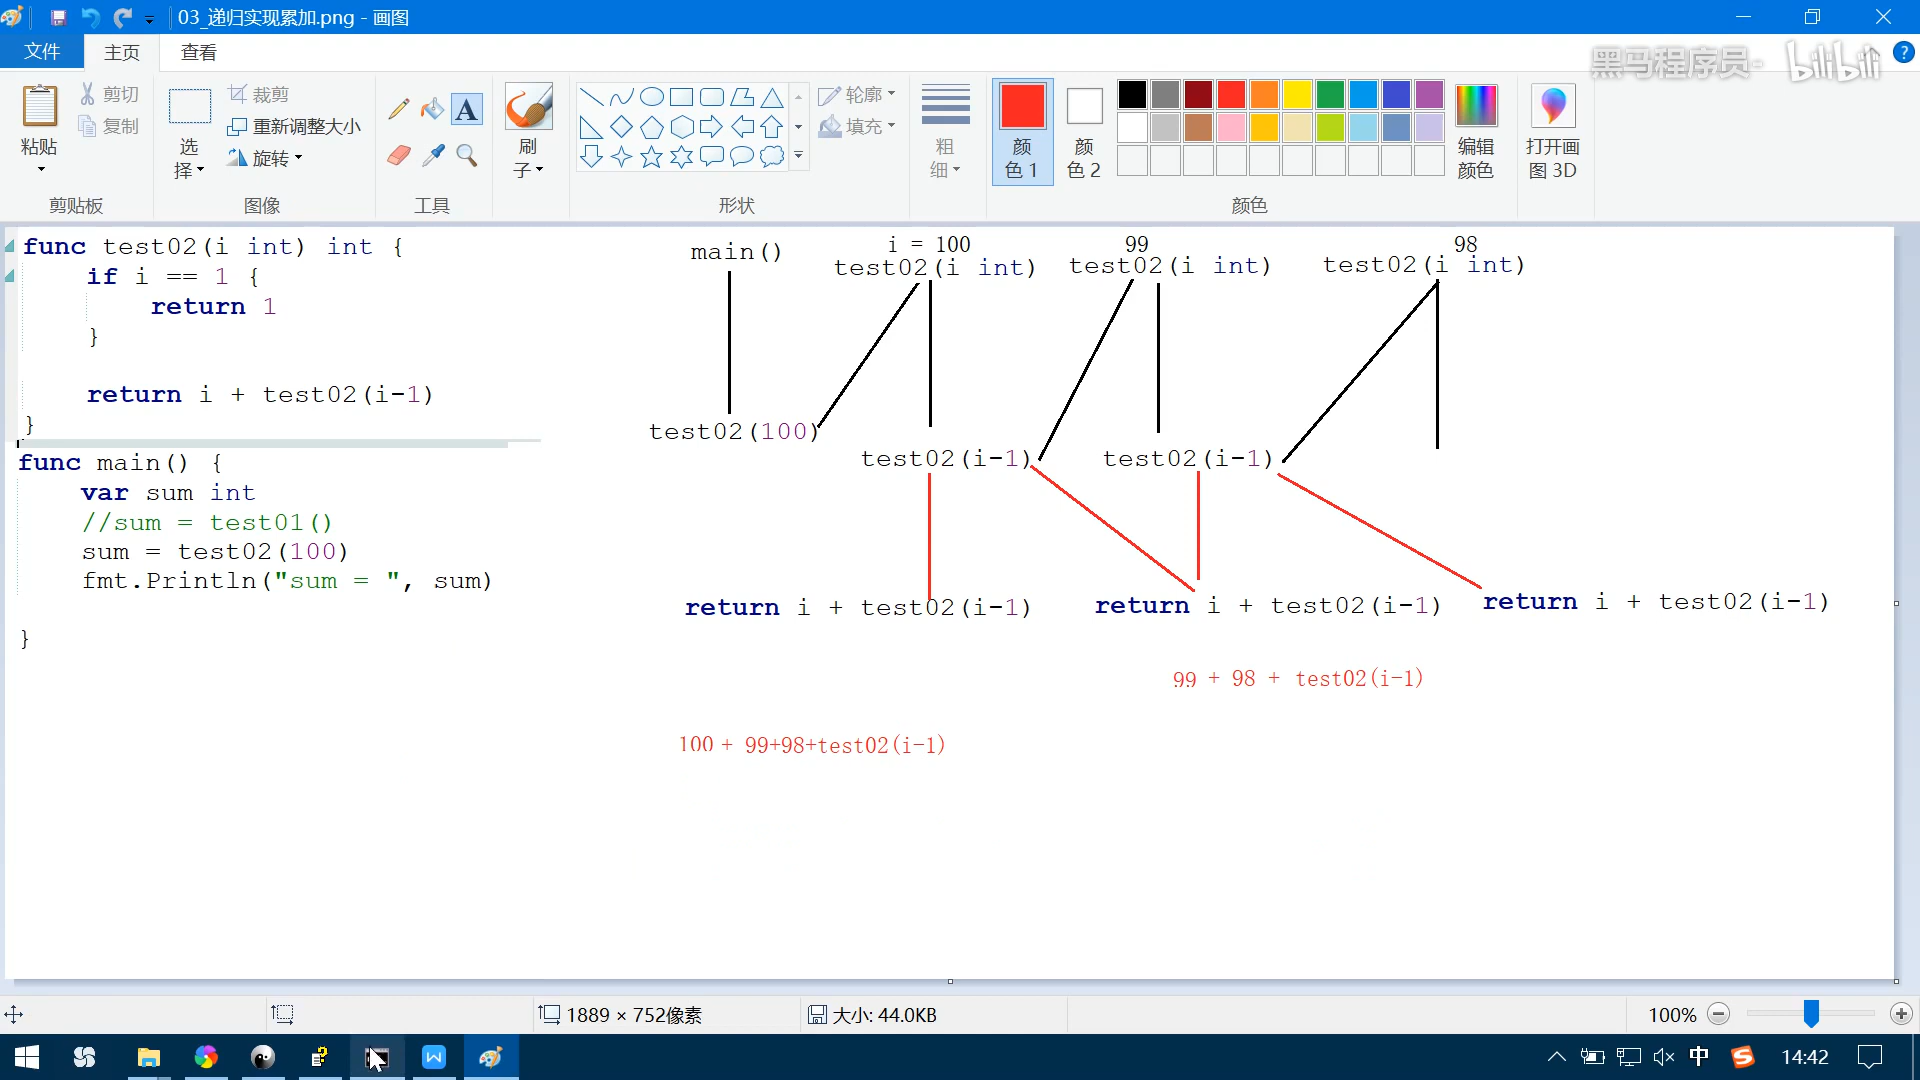 03_递归实现累加.png - 画图
文件 主页 查看
黑马程序员- bilibili
粘贴 剪切 复制
选择 裁剪 重新调整大小 旋转
A
刷子
轮廓 填充
粗细
颜色 1 颜色 2
编辑颜色
打开画图 3D
剪贴板 图像 工具 形状 颜色
func test02(i int) int {
if i == 1 {
return 1
}
return i + test02(i-1)
}
func main() {
var sum int
//sum = test01()
sum = test02(100)
fmt.Println("sum = ", sum)
}
main()
i = 100
test02(i int)
99
test02(i int)
98
test02(i int)
test02(100)
test02(i-1)
test02(i-1)
return i + test02(i-1)
return i + test02(i-1)
return i + test02(i-1)
99 + 98 + test02(i-1)
100 + 99+98+test02(i-1)
1889 × 752像素
大小: 44.0KB
100%
中
14:42